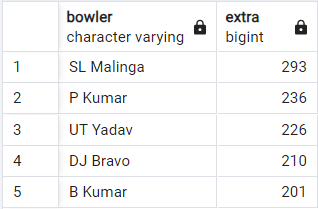 bowler extra
character varying bigint
1 SL Malinga 293
2 P Kumar 236
3 UT Yadav 226
4 DJ Bravo 210
5 B Kumar 201